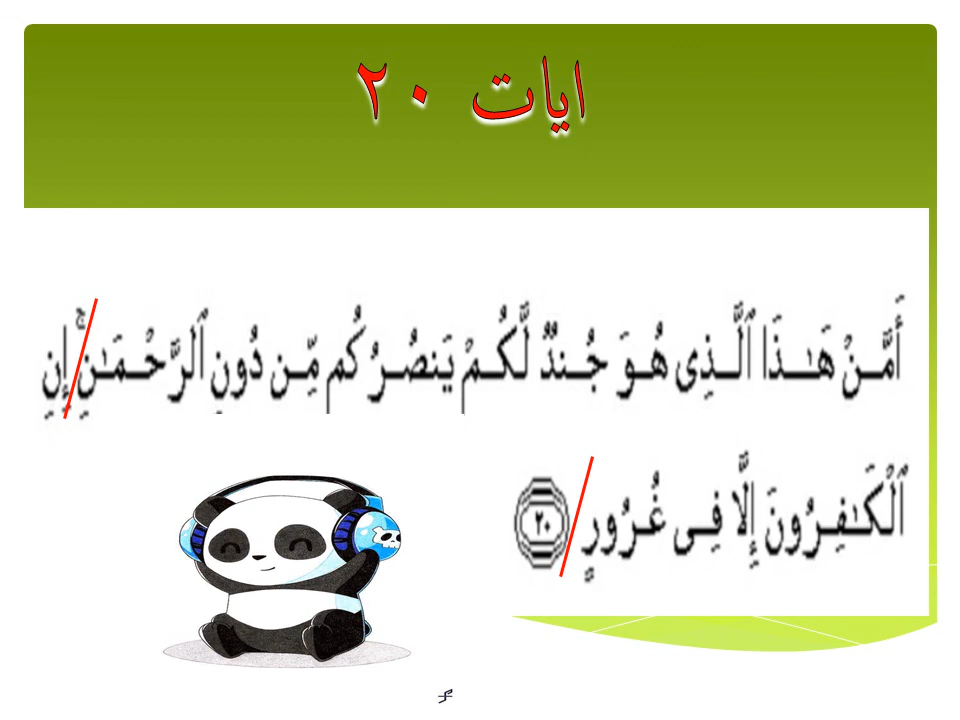 ايات ٢٠
أَمَّنْ هَـٰذَا ٱلَّذِى هُوَ جُندٌ لَّكُمْ يَنصُرُكُم مِّن دُونِ ٱلرَّحْمَـٰنِ ۚ إِنِ
ٱلْكَـٰفِرُونَ إِلَّا فِى غُرُورٍ ٢٠